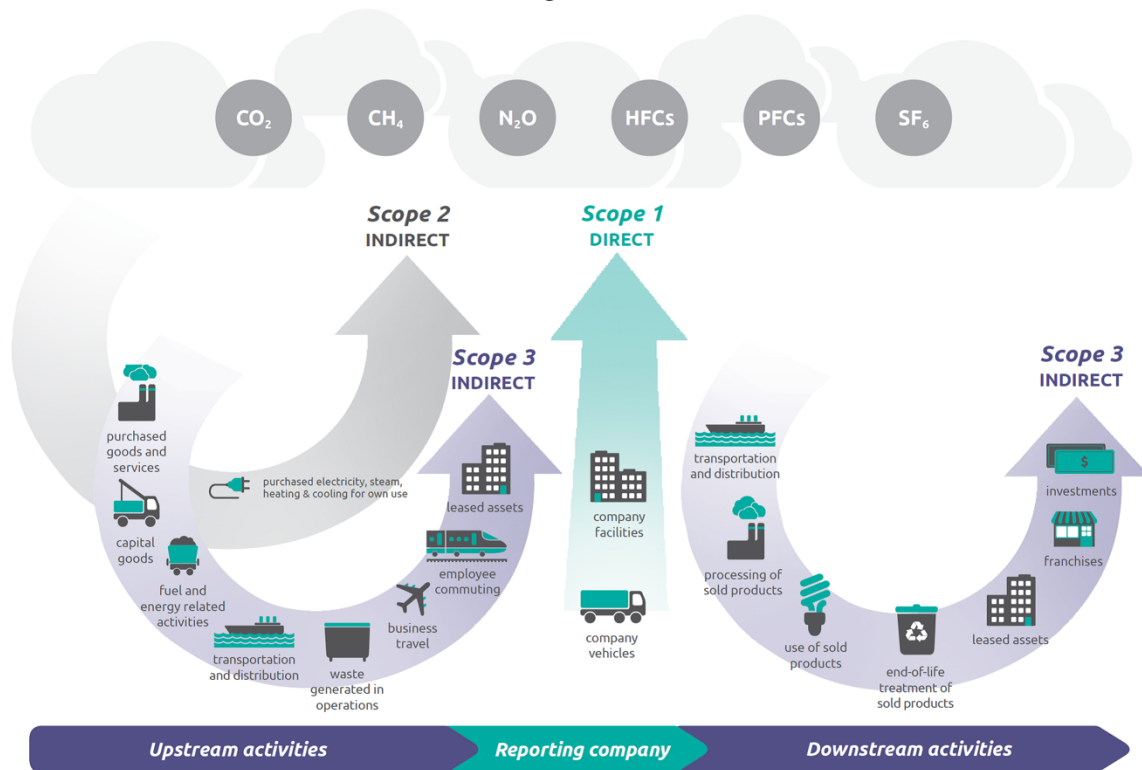 CO₂
CH₄
N₂O
HFCs
PFCs
SF₆
Scope 2
INDIRECT
Scope 1
DIRECT
Scope 3
INDIRECT
Scope 3
INDIRECT
purchased
goods and
services
capital
goods
fuel and
energy related
activities
transportation
and distribution
waste
generated in
operations
business
travel
employee
commuting
leased assets
purchased electricity, steam,
heating & cooling for own use
company
facilities
company
vehicles
transportation
and distribution
processing of
sold products
use of sold
products
end-of-life
treatment of
sold products
leased assets
franchises
$
investments
Upstream activities
Reporting company
Downstream activities